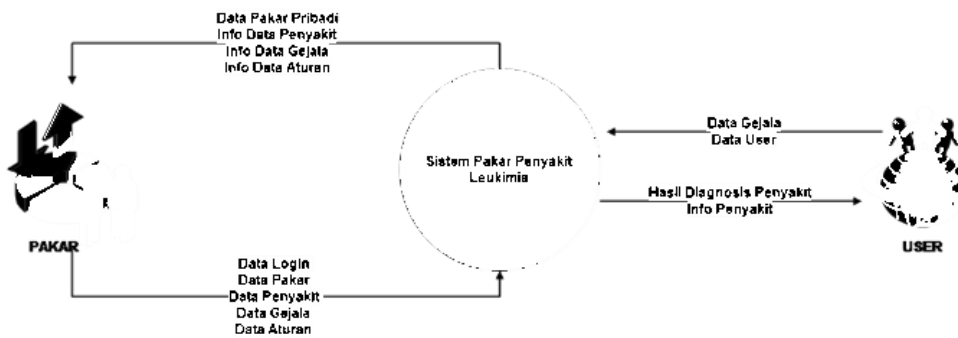 Data Pakar Pribadi
Info Data Penyakit
Info Data Gejala
Info Data Aturan
Data Gejala
Data User
Sistem Pakar Penyakit
Leukimia
Hasil Diagnosis Penyakit
Info Penyakit
PAKAR
USER
Data Login
Data Pakar
Data Penyakit
Data Gejala
Data Aturan